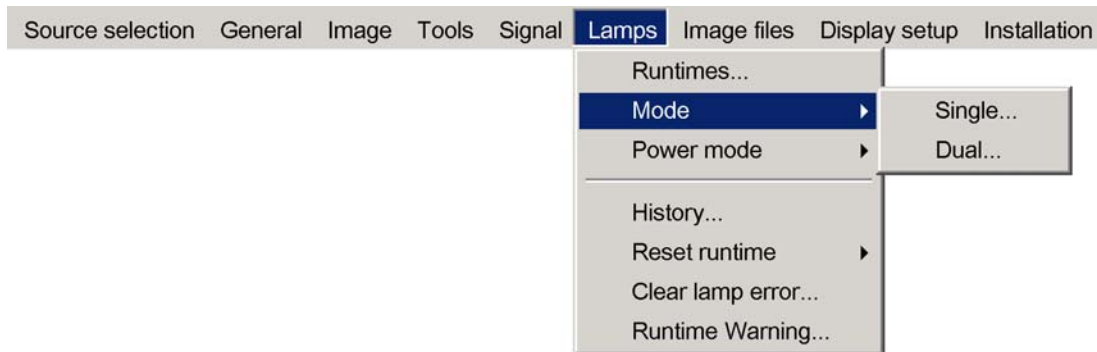 Source selection General Image Tools Signal Lamps Image files Display setup Installation
Runtimes...
Mode Single...
Power mode Dual...
History...
Reset runtime
Clear lamp error...
Runtime Warning...